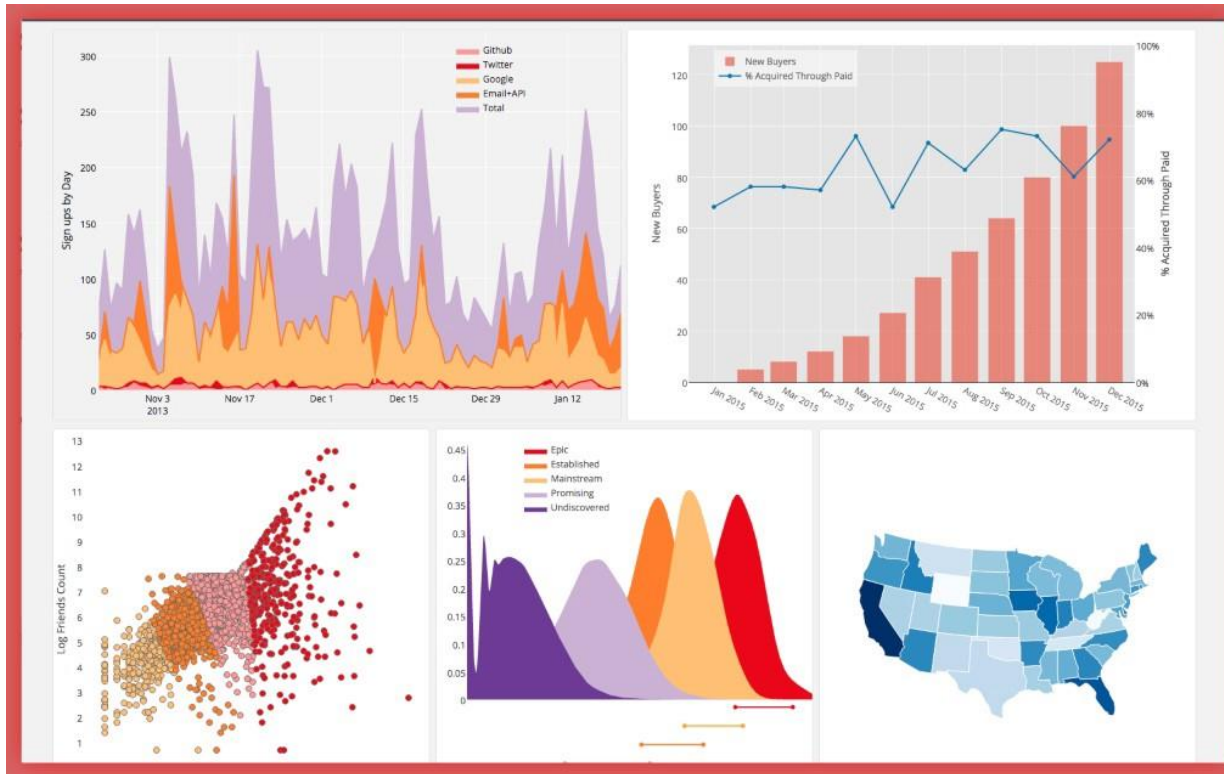 300
250
200
150
100
50
0
Sign ups by Day
Github
Twitter
Google
Email+API
Total
Nov 3
2013
Nov 17
Dec 1
Dec 15
Dec 29
Jan 12
120
100
80
60
40
20
0
New Buyers
New Buyers
% Acquired Through Paid
100%
80%
60%
40%
20%
0%
% Acquired Through Paid
Jan 2015
Feb 2015
Mar 2015
Apr 2015
May 2015
Jun 2015
Jul 2015
Aug 2015
Sep 2015
Oct 2015
Nov 2015
Dec 2015
13
12
11
10
9
8
7
6
5
4
3
2
1
Log Friends Count
0.45
0.4
0.35
0.3
0.25
0.2
0.15
0.1
0.05
0
Epic
Established
Mainstream
Promising
Undiscovered